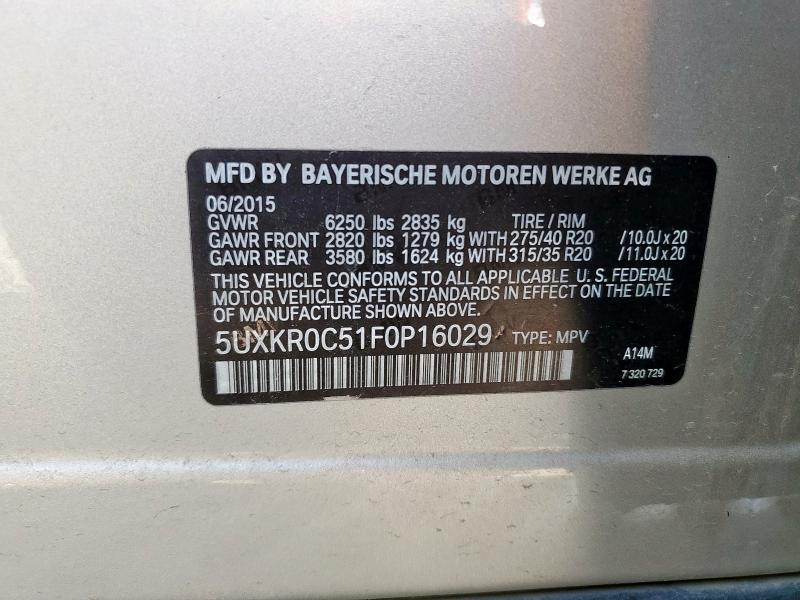 MFD BY BAYERISCHE MOTOREN WERKE AG
06/2015
GVWR 6250 lbs 2835 kg TIRE / RIM
GAWR FRONT 2820 lbs 1279 kg WITH 275/40 R20 /10.0J x 20
GAWR REAR 3580 lbs 1624 kg WITH 315/35 R20 /11.0J x 20
THIS VEHICLE CONFORMS TO ALL APPLICABLE U. S. FEDERAL
MOTOR VEHICLE SAFETY STANDARDS IN EFFECT ON THE DATE
OF MANUFACTURE SHOWN ABOVE.
5UXKR0C51F0P16029 TYPE: MPV
A14M
7 320 729